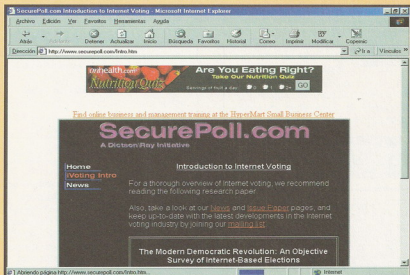 SecurePoll.com Introduction to Internet Voting - Microsoft Internet Explorer
Archivo Edición Ver Favoritos Herramientas Ayuda
Atrás Detener Actualizar Inicio Búsqueda Favoritos Historial Correo Imprimir Modificar Copernic
Dirección http://www.securepoll.com/Intro.htm Ir a Vínculos »
onhealth.com Are You Eating Right?
NutritionQuiz Take Our Nutrition Quiz
GO
Find online business and management training at the HyperMart Small Business Center
SecurePoll.com
A Dictson/Ray Initiative
Home
iVoting Intro
News
Introduction to Internet Voting
For a thorough overview of Internet voting, we recommend
reading the following research paper.
Also, take a look at our News and Issue Paper pages, and
keep up-to-date with the latest developments in the Internet
voting industry by joining our mailing list.
The Modern Democratic Revolution: An Objective
Survey of Internet-Based Elections
Abriendo página http://www.securepoll.com/Intro.htm...
Internet